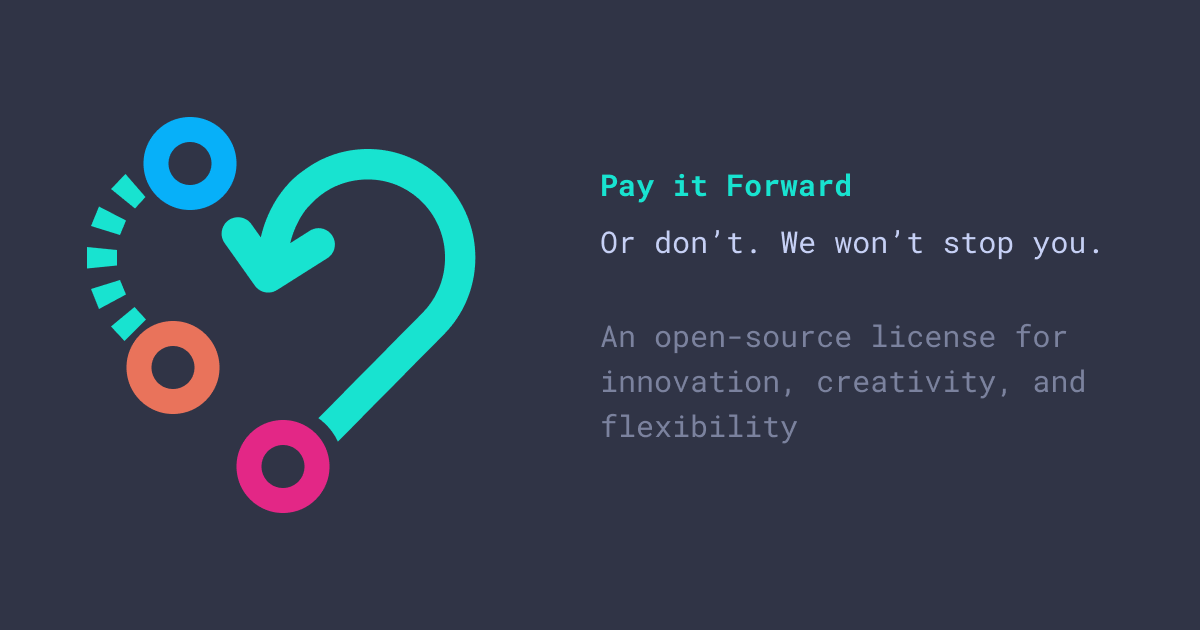 Pay it Forward
Or don’t. We won’t stop you.
An open-source license for
innovation, creativity, and
flexibility